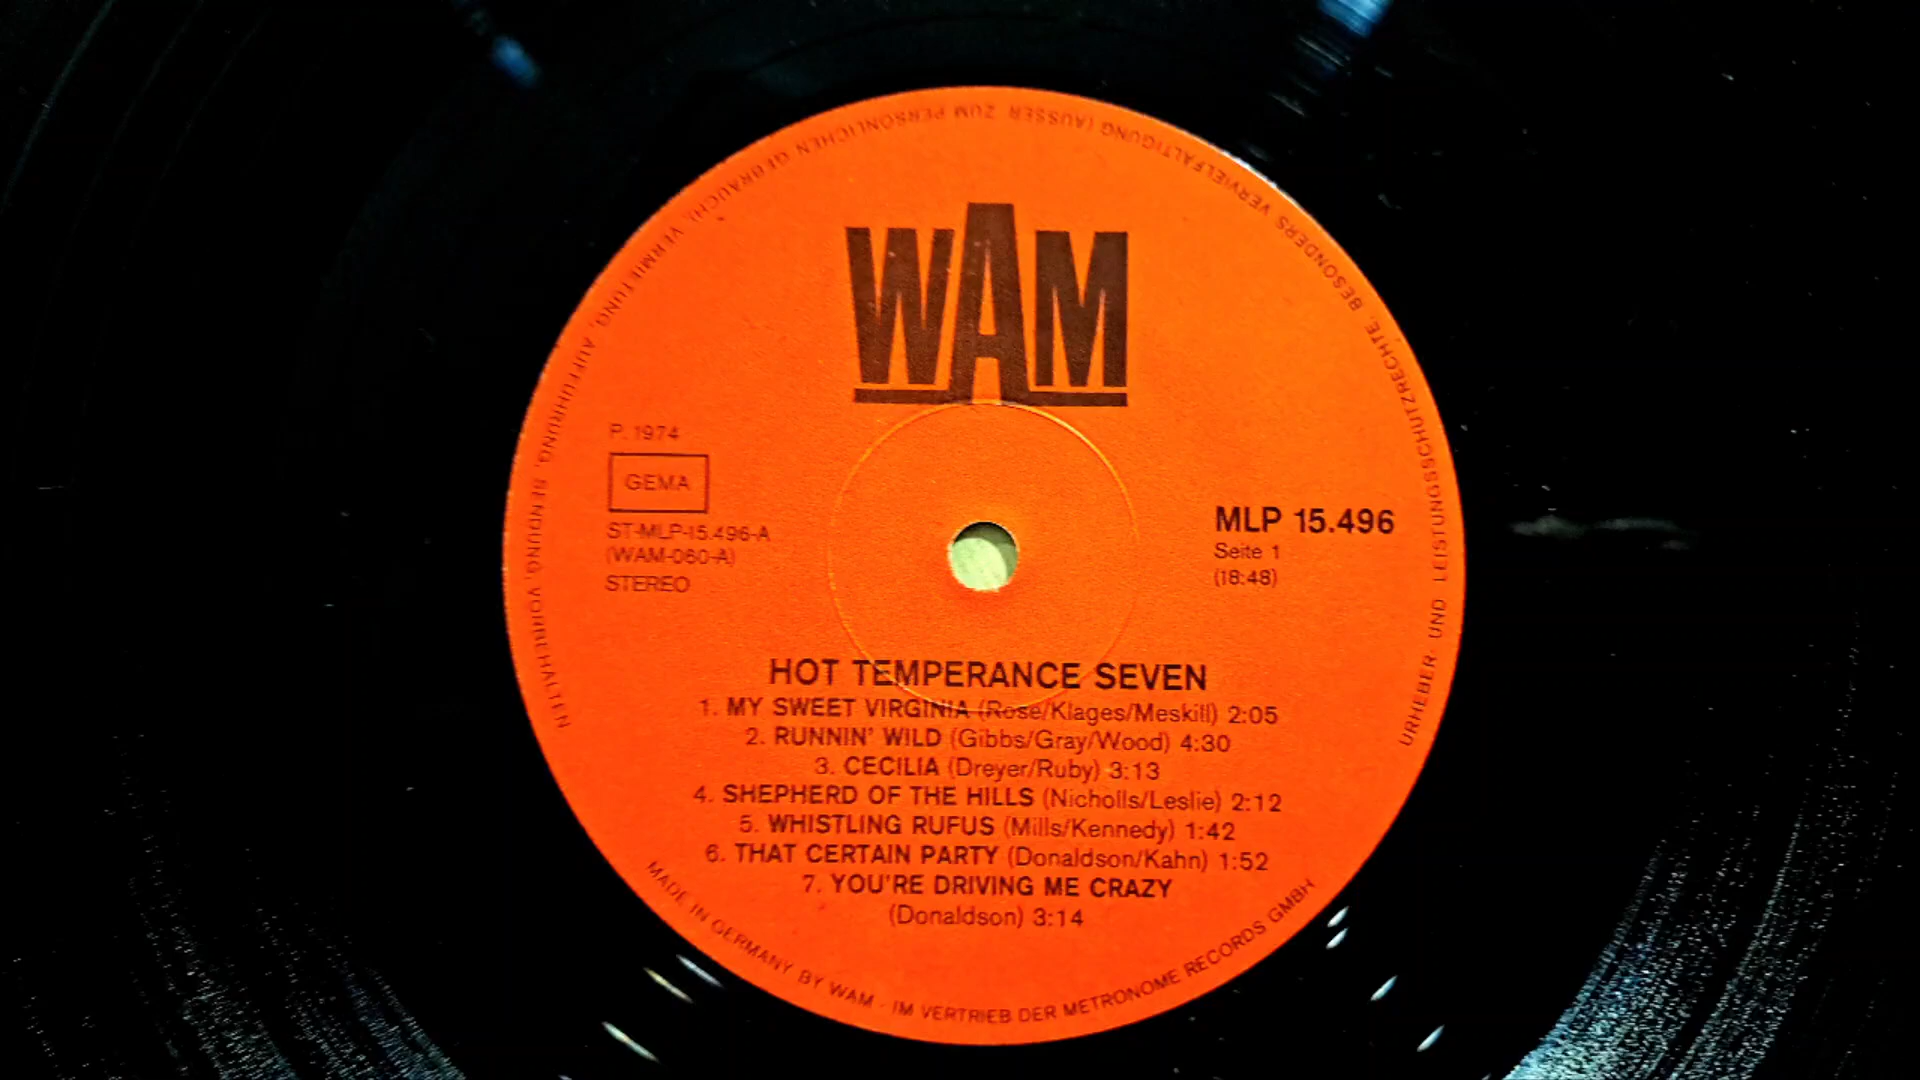 WAM
P. 1974
GEMA
ST-MLP-15.496-A
(WAM-060-A)
STEREO
MLP 15.496
Seite 1
(18:48)
HOT TEMPERANCE SEVEN
1. MY SWEET VIRGINIA (Rose/Klages/Meskill) 2:05
2. RUNNIN' WILD (Gibbs/Gray/Wood) 4:30
3. CECILIA (Dreyer/Ruby) 3:13
4. SHEPHERD OF THE HILLS (Nicholls/Leslie) 2:12
5. WHISTLING RUFUS (Mills/Kennedy) 1:42
6. THAT CERTAIN PARTY (Donaldson/Kahn) 1:52
7. YOU'RE DRIVING ME CRAZY
(Donaldson) 3:14
MADE IN GERMANY BY WAM - IM VERTRIEB DER METRONOME RECORDS GMBH
URHEBER- UND LEISTUNGSSCHUTZRECHTE, BESONDERS VERVIELFÄLTIGUNG (AUSSER ZUM PERSÖNLICHEN GEBRAUCH), VERMIETUNG, AUFFÜHRUNG, SENDUNG, VORBEHALTEN